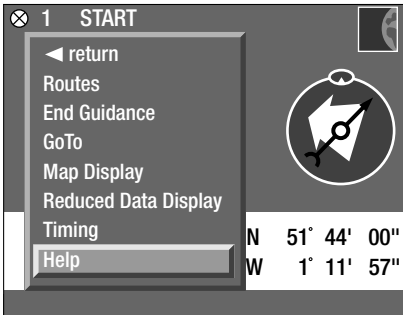 1 START
return
Routes
End Guidance
GoTo
Map Display
Reduced Data Display
Timing
Help
N 51° 44' 00"
W 1° 11' 57"